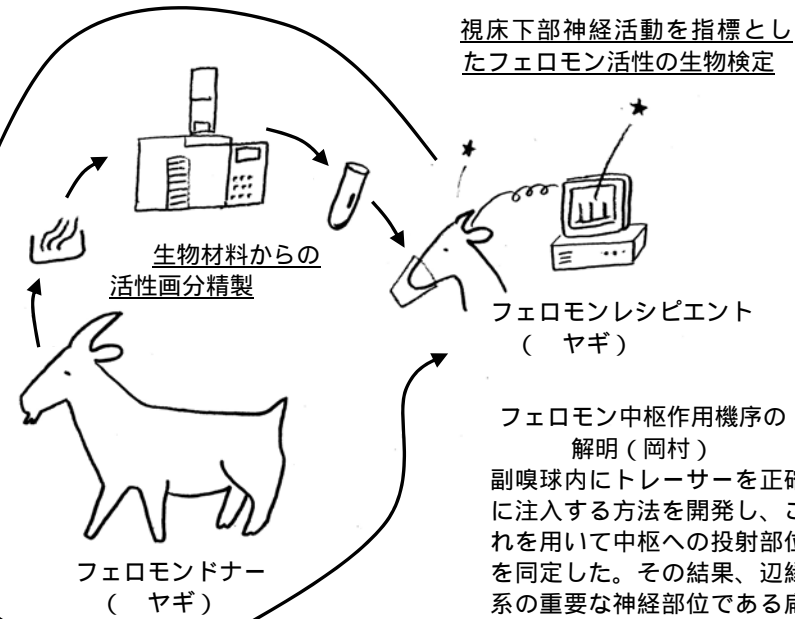 視床下部神経活動を指標とし
たフェロモン活性の生物検定
生物材料からの
活性画分精製
フェロモンレシピエント
(　ヤギ)
フェロモンドナー
(　ヤギ)
フェロモン中枢作用機序の
解明(岡村)
副嗅球内にトレーサーを正確
に注入する方法を開発し、こ
れを用いて中枢への投射部位
を同定した。その結果、辺縁
系の重要な神経部位である扁